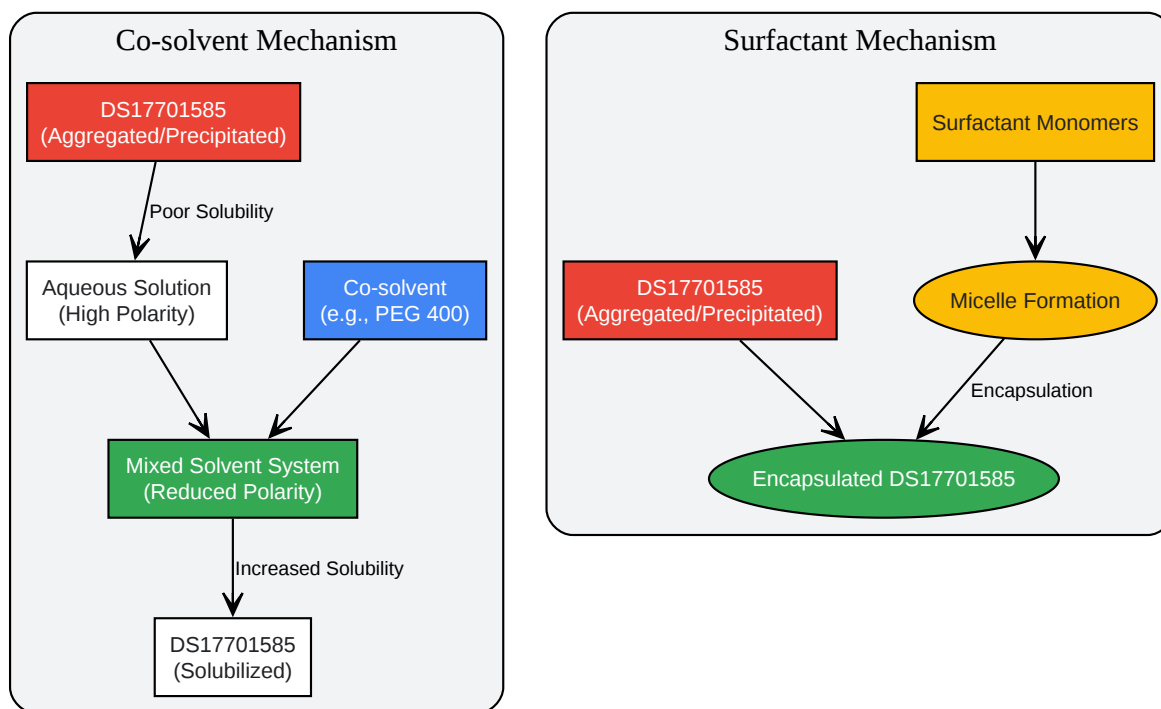 Co-solvent Mechanism
DS17701585
(Aggregated/Precipitated)
Poor Solubility
Aqueous Solution
(High Polarity)
Co-solvent
(e.g., PEG 400)
Mixed Solvent System
(Reduced Polarity)
Increased Solubility
DS17701585
(Solubilized)
Surfactant Mechanism
Surfactant Monomers
DS17701585
(Aggregated/Precipitated)
Micelle Formation
Encapsulation
Encapsulated DS17701585